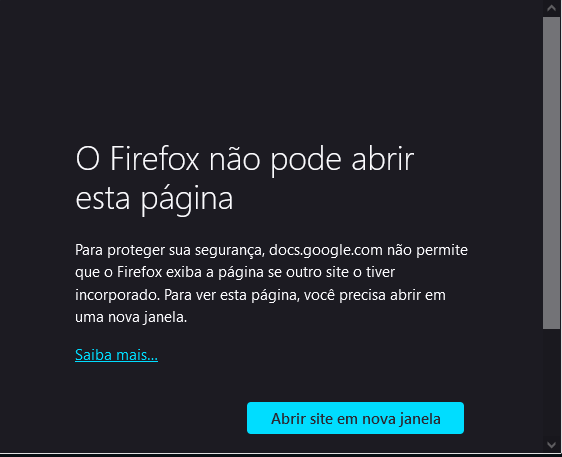 O Firefox não pode abrir
esta página
Para proteger sua segurança, docs.google.com não permite
que o Firefox exiba a página se outro site o tiver
incorporado. Para ver esta página, você precisa abrir em
uma nova janela.
Saiba mais...
Abrir site em nova janela